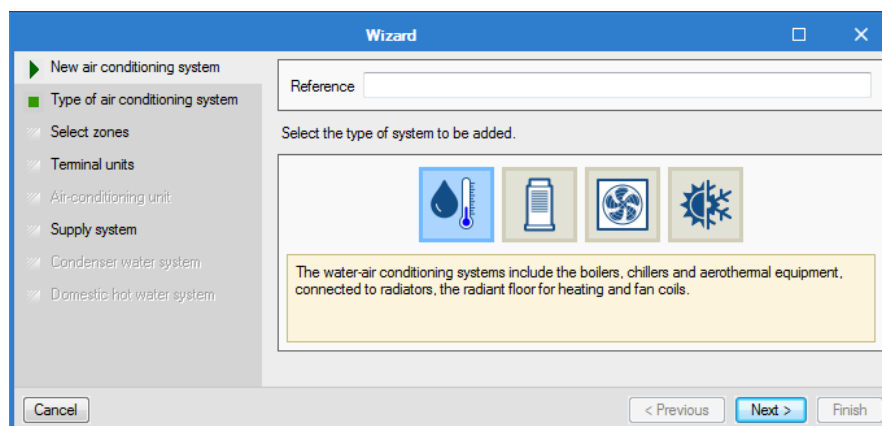 Wizard
New air conditioning system
Type of air conditioning system
Select zones
Terminal units
Air-conditioning unit
Supply system
Condenser water system
Domestic hot water system
Reference
Select the type of system to be added.
The water-air conditioning systems include the boilers, chillers and aerothermal equipment,
connected to radiators, the radiant floor for heating and fan coils.
Cancel
< Previous
Next >
Finish